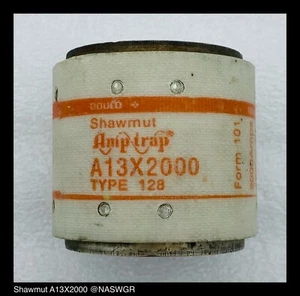 Shawmut
Amp-trap®
A13X2000
TYPE 128
Form 101
Shawmut A13X2000 @NASWGR